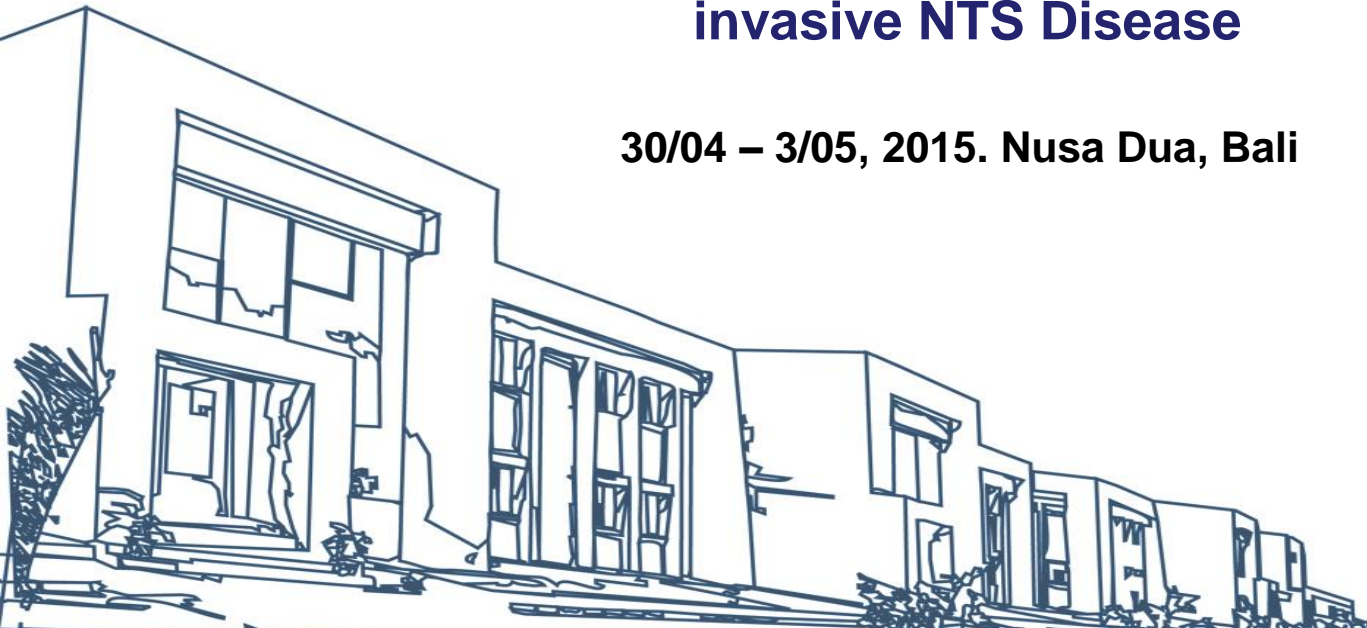 invasive NTS Disease
30/04 – 3/05, 2015. Nusa Dua, Bali